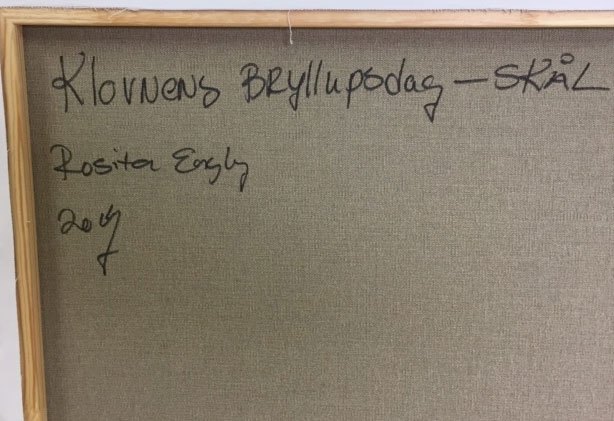 Klovnens Bryllupsdag – SKÅL
Rosita